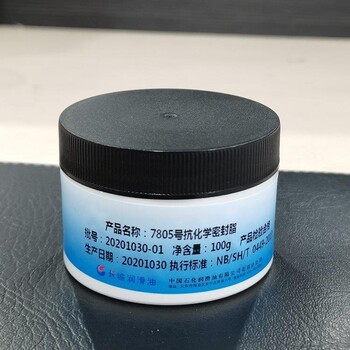 产品名称：7805号抗化学密封脂
批号：20201030-01 净含量：100g 产品检验合格
生产日期：20201030 执行标准：NB/SH/T 0449-201
长城润滑油 中国石化润滑油有限公司